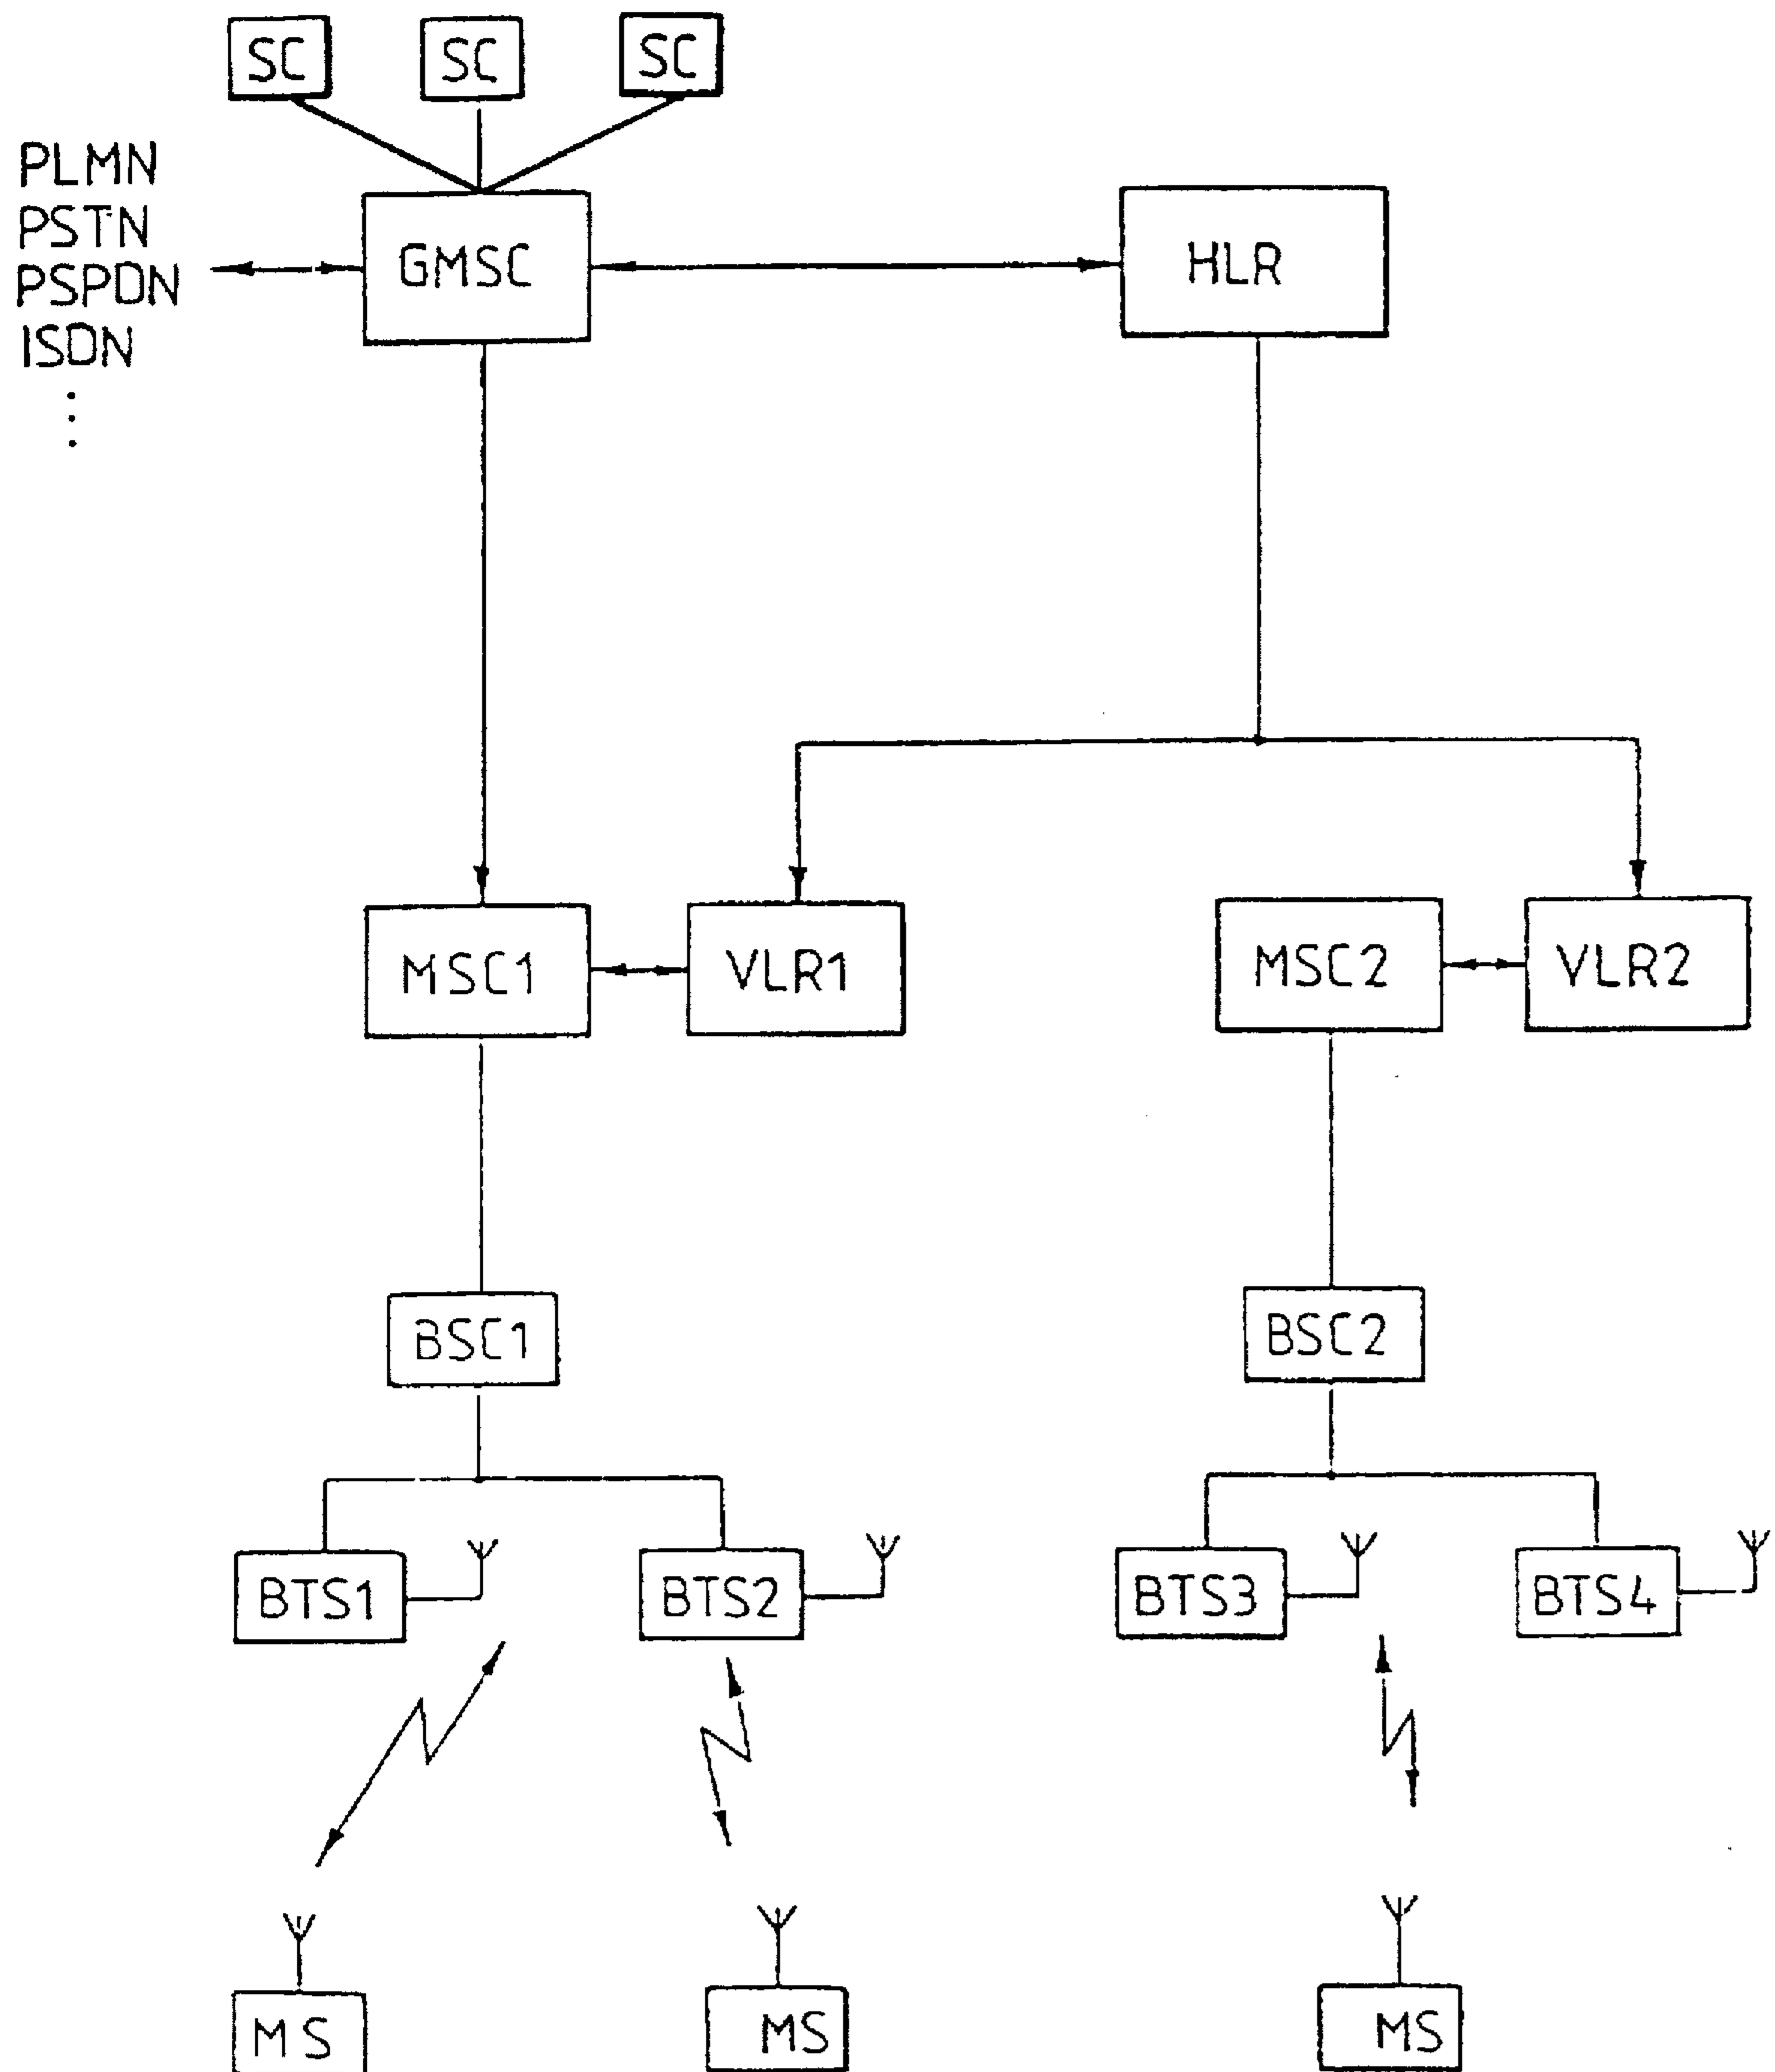 SC
SC
SC
PLMN
PSTN
PSPDN
ISDN
⋮
GMSC
HLR
MSC1
VLR1
MSC2
VLR2
BSC1
BSC2
BTS1
BTS2
BTS3
BTS4
MS
MS
MS